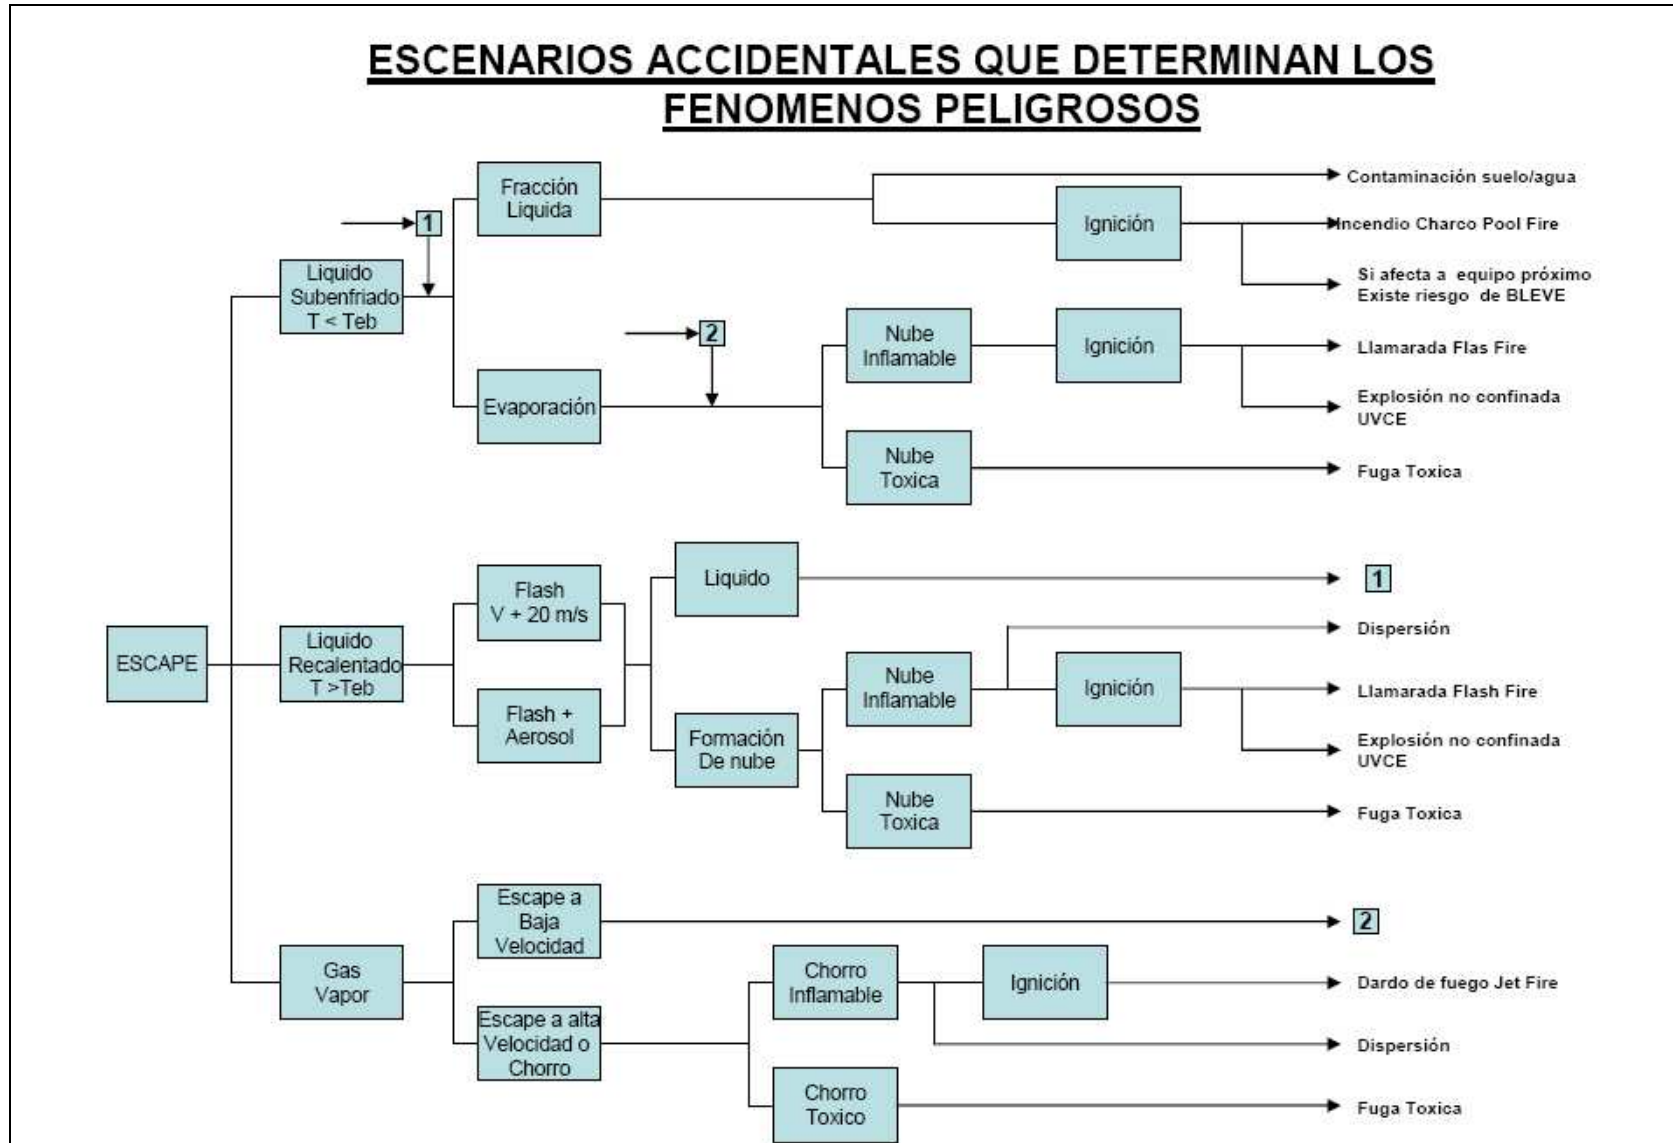 ESCENARIOS ACCIDENTALES QUE DETERMINAN LOS
FENOMENOS PELIGROSOS
Fracción
Liquida
Contaminación suelo/agua
1
Ignición
Incendio Charco Pool Fire
Liquido
Subenfriado
T < Teb
Si afecta a equipo próximo
Existe riesgo de BLEVE
2
Nube
Inflamable
Ignición
Llamarada Flas Fire
Evaporación
Explosión no confinada
UVCE
Nube
Toxica
Fuga Toxica
Liquido
1
Flash
V + 20 m/s
Dispersión
ESCAPE
Liquido
Recalentado
T >Teb
Nube
Inflamable
Ignición
Llamarada Flash Fire
Flash +
Aerosol
Formación
De nube
Explosión no confinada
UVCE
Nube
Toxica
Fuga Toxica
Escape a
Baja
Velocidad
2
Gas
Vapor
Chorro
Inflamable
Ignición
Dardo de fuego Jet Fire
Escape a alta
Velocidad o
Chorro
Dispersión
Chorro
Toxico
Fuga Toxica